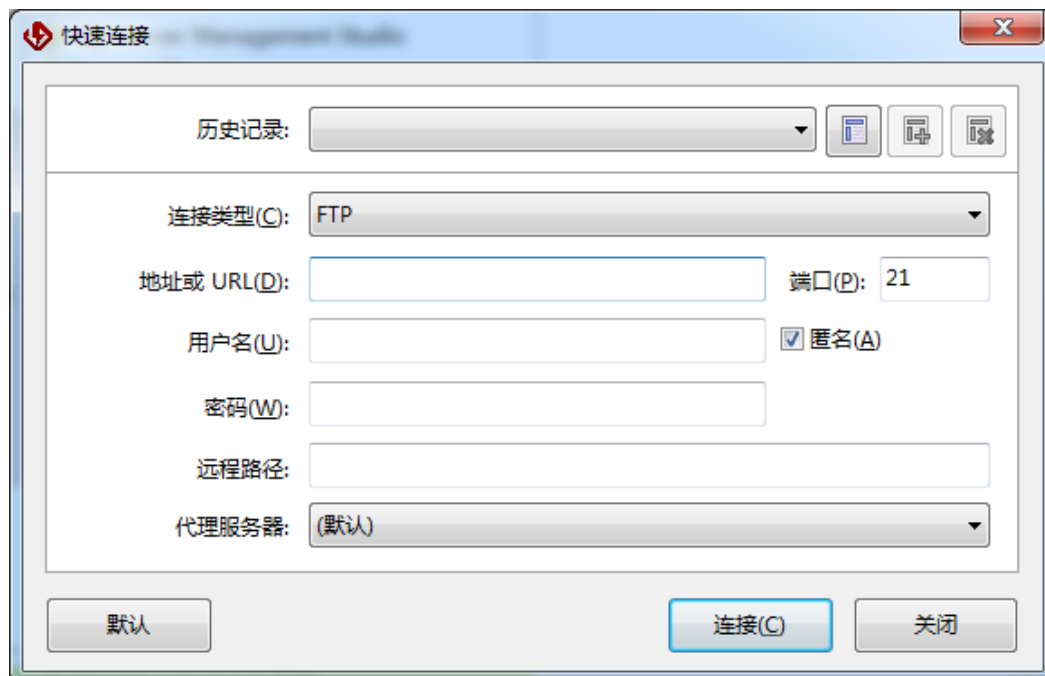 快速连接
Management Studio
历史记录:
连接类型(C): FTP
地址或 URL(D): 端口(P): 21
用户名(U): 匿名(A)
密码(W):
远程路径:
代理服务器: (默认)
默认 连接(C) 关闭